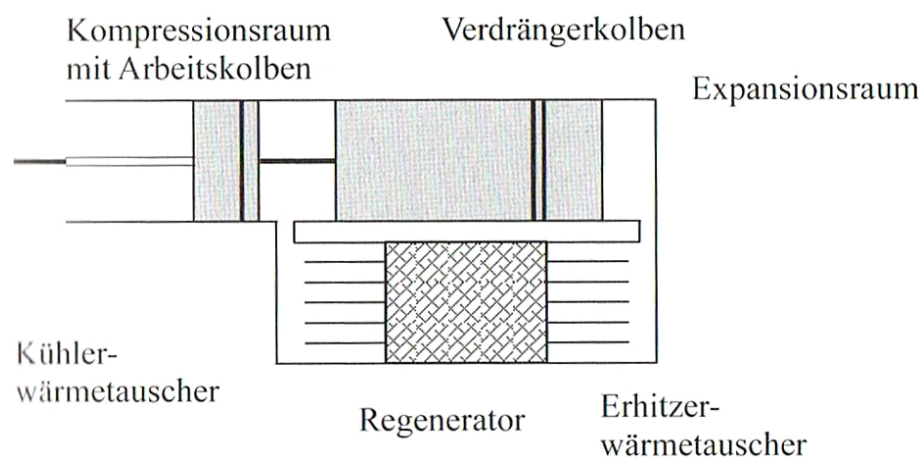 Kompressionsraum
mit Arbeitskolben
Verdrängerkolben
Expansionsraum
Kühler-
wärmetauscher
Regenerator
Erhitzer-
wärmetauscher